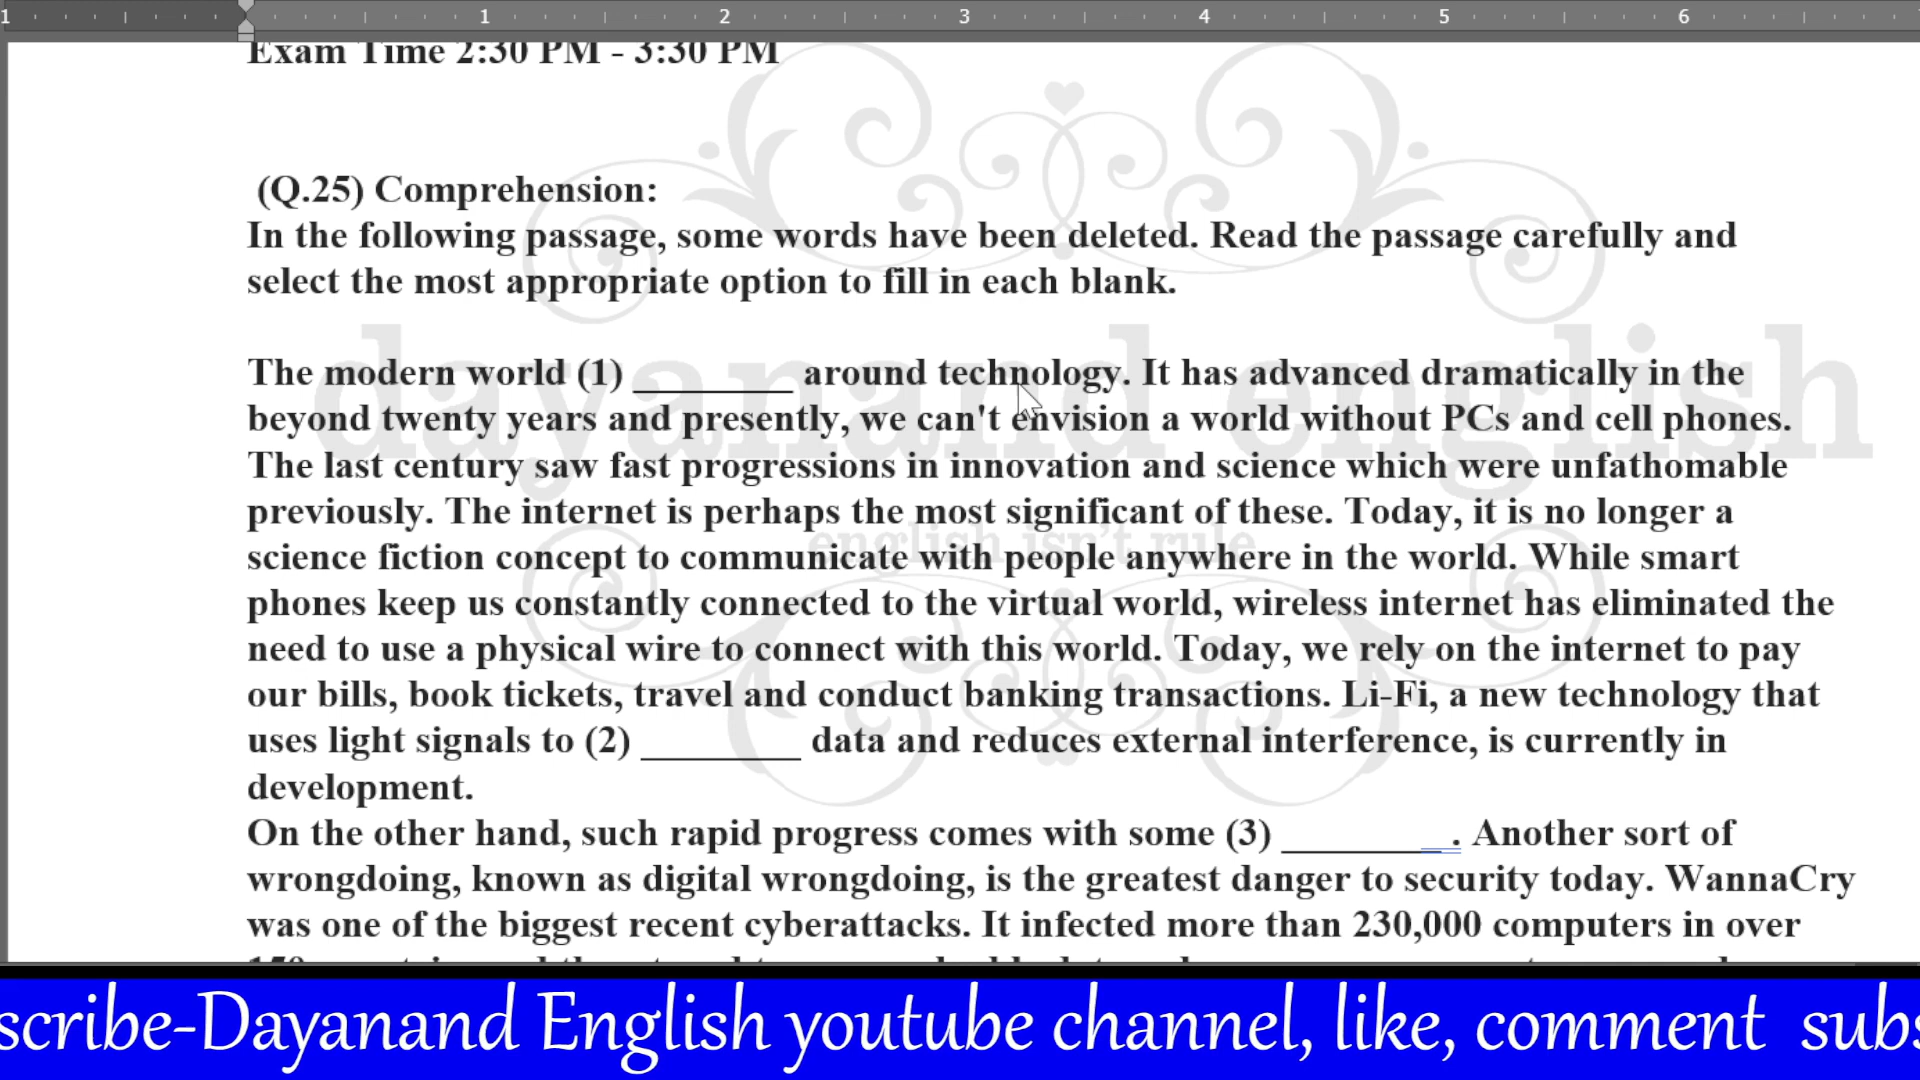 1 1 2 3 4 5 6
Exam Time 2:30 PM - 3:30 PM
(Q.25) Comprehension:
In the following passage, some words have been deleted. Read the passage carefully and
select the most appropriate option to fill in each blank.
The modern world (1) ________ around technology. It has advanced dramatically in the
beyond twenty years and presently, we can't envision a world without PCs and cell phones.
The last century saw fast progressions in innovation and science which were unfathomable
previously. The internet is perhaps the most significant of these. Today, it is no longer a
science fiction concept to communicate with people anywhere in the world. While smart
phones keep us constantly connected to the virtual world, wireless internet has eliminated the
need to use a physical wire to connect with this world. Today, we rely on the internet to pay
our bills, book tickets, travel and conduct banking transactions. Li-Fi, a new technology that
uses light signals to (2) ________ data and reduces external interference, is currently in
development.
On the other hand, such rapid progress comes with some (3) ________ . Another sort of
wrongdoing, known as digital wrongdoing, is the greatest danger to security today. WannaCry
was one of the biggest recent cyberattacks. It infected more than 230,000 computers in over
dayanand english
english isn't rule
scribe-Dayanand English youtube channel, like, comment subs